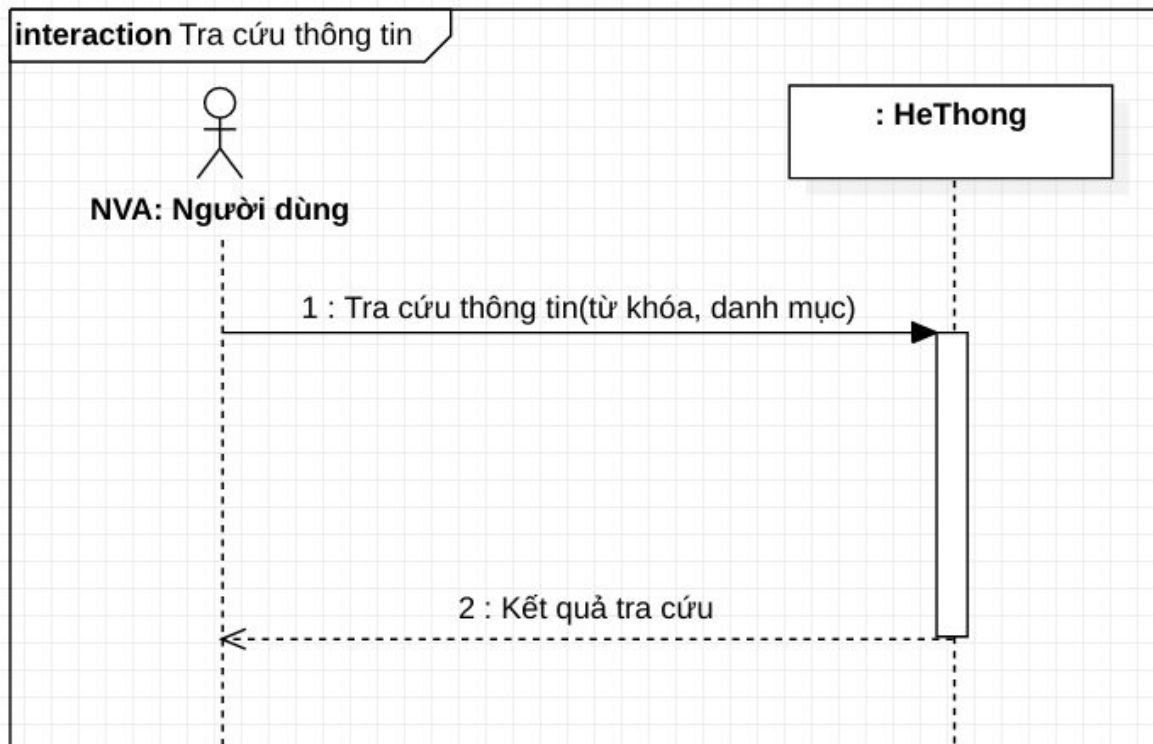 interaction Tra cứu thông tin
: HeThong
NVA: Người dùng
1 : Tra cứu thông tin(từ khóa, danh mục)
2 : Kết quả tra cứu